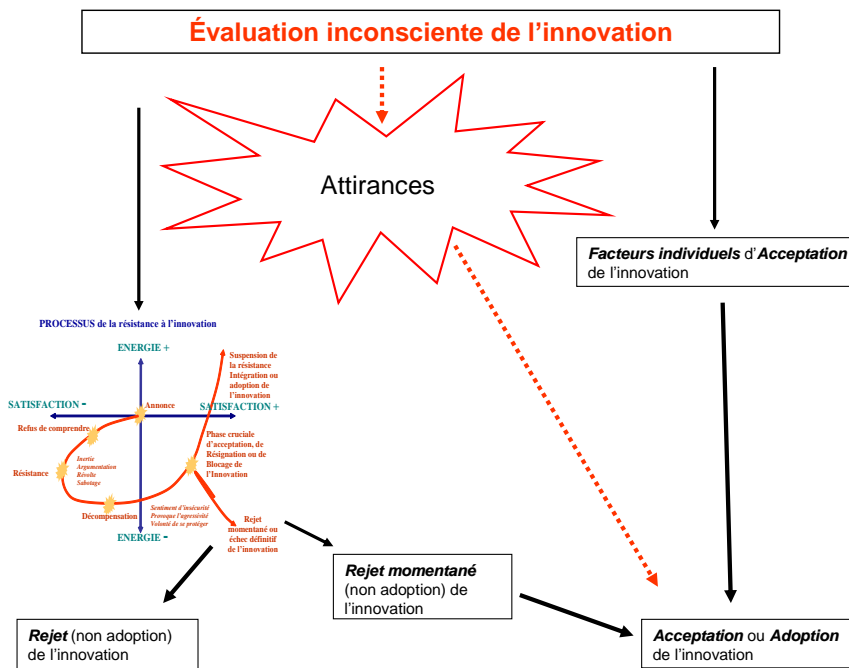 Évaluation inconsciente de l'innovation
Attirances
Facteurs individuels d'Acceptation
de l'innovation
PROCESSUS de la résistance à l'innovation
ENERGIE +
Suspension de
la résistance
Intégration ou
adoption de
l'innovation
SATISFACTION -
Annonce
SATISFACTION +
Refus de comprendre
Phase cruciale
d'acceptation, de
Résignation ou de
Blocage de
l'Innovation
Inertie
Argumentation
Révolte
Sabotage
Résistance
Décompensation
Sentiment d'insécurité
Provoque l'agressivité
Volonté de se protéger
ENERGIE -
Rejet
momentané ou
échec définitif
de l'innovation
Rejet momentané
(non adoption) de
l'innovation
Rejet (non adoption)
de l'innovation
Acceptation ou Adoption
de l'innovation